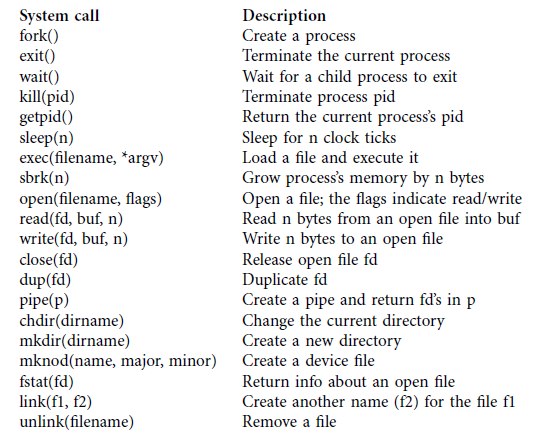 System call Description
fork() Create a process
exit() Terminate the current process
wait() Wait for a child process to exit
kill(pid) Terminate process pid
getpid() Return the current process’s pid
sleep(n) Sleep for n clock ticks
exec(filename, *argv) Load a file and execute it
sbrk(n) Grow process’s memory by n bytes
open(filename, flags) Open a file; the flags indicate read/write
read(fd, buf, n) Read n bytes from an open file into buf
write(fd, buf, n) Write n bytes to an open file
close(fd) Release open file fd
dup(fd) Duplicate fd
pipe(p) Create a pipe and return fd’s in p
chdir(dirname) Change the current directory
mkdir(dirname) Create a new directory
mknod(name, major, minor) Create a device file
fstat(fd) Return info about an open file
link(f1, f2) Create another name (f2) for the file f1
unlink(filename) Remove a file